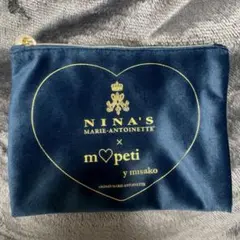 NINA'S
MARIE-ANTOINETTE
×
m♡peti
y misako